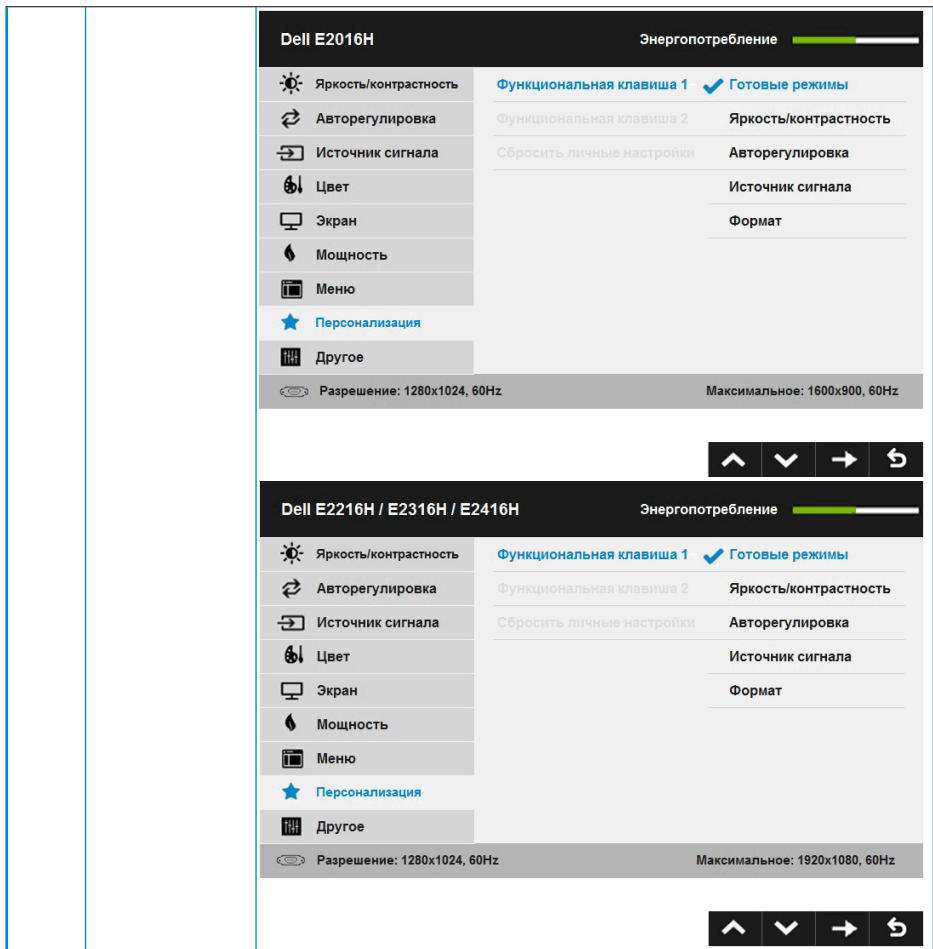 Dell E2016H Энергопотребление
Яркость/контрастность Функциональная клавиша 1 Готовые режимы
Авторегулировка Функциональная клавиша 2 Яркость/контрастность
Источник сигнала Сбросить личные настройки Авторегулировка
Цвет Источник сигнала
Экран Формат
Мощность
Меню
Персонализация
Другое
Разрешение: 1280x1024, 60Hz Максимальное: 1600x900, 60Hz
Dell E2216H / E2316H / E2416H Энергопотребление
Яркость/контрастность Функциональная клавиша 1 Готовые режимы
Авторегулировка Функциональная клавиша 2 Яркость/контрастность
Источник сигнала Сбросить личные настройки Авторегулировка
Цвет Источник сигнала
Экран Формат
Мощность
Меню
Персонализация
Другое
Разрешение: 1280x1024, 60Hz Максимальное: 1920x1080, 60Hz